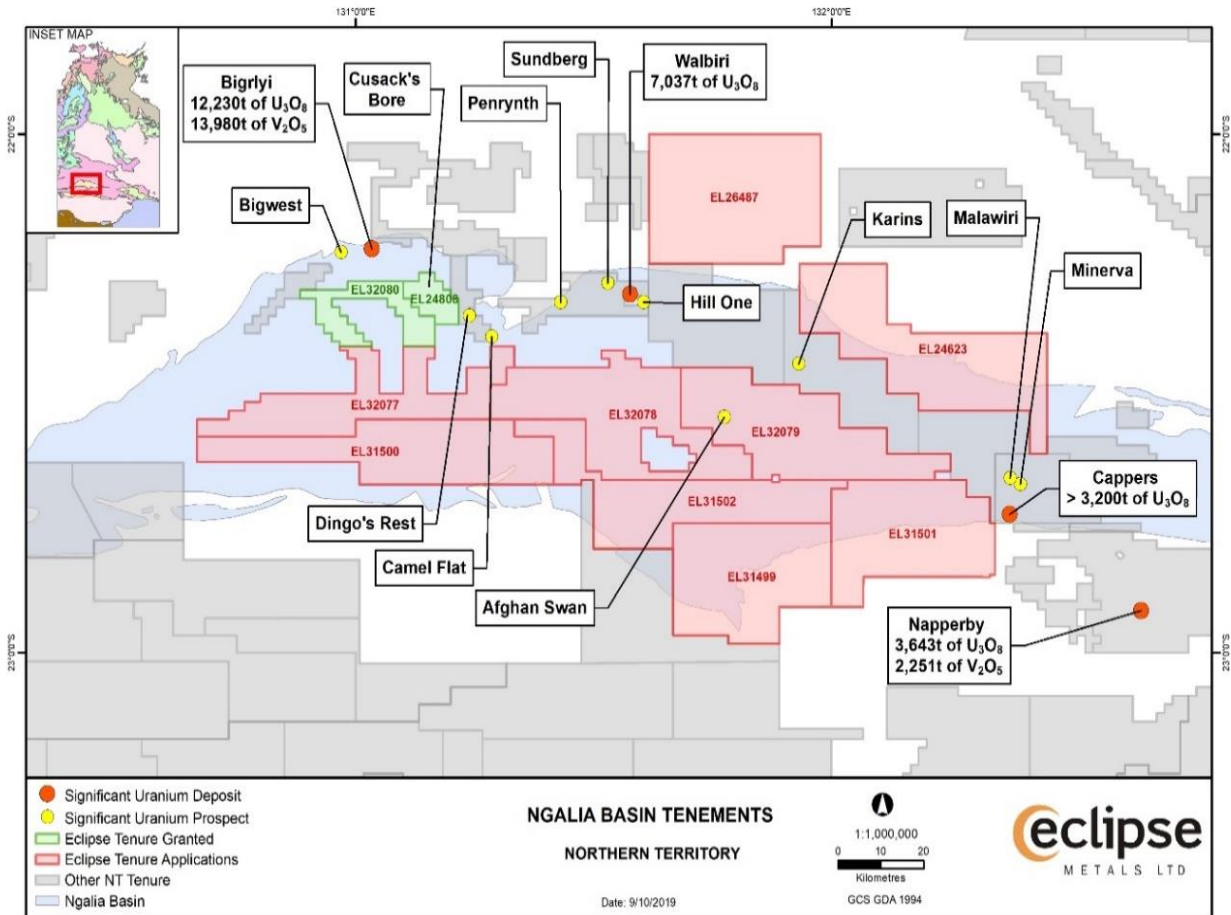 131°0'0"E
132°0'0"E
INSET MAP
Bigrlyi
12,230t of U₃O₈
13,980t of V₂O₅
Cusack's
Bore
Sundberg
Walbiri
7,037t of U₃O₈
Penrynth
22°0'0"S
22°0'0"S
EL26487
Bigwest
Karins
Malawiri
Minerva
EL32080
EL24808
Hill One
EL24623
EL32077
EL32078
EL32079
EL31500
Cappers
> 3,200t of U₃O₈
EL31502
Dingo's Rest
EL31501
Camel Flat
EL31499
Afghan Swan
Napperby
3,643t of U₃O₈
2,251t of V₂O₅
23°0'0"S
23°0'0"S
Significant Uranium Deposit
Significant Uranium Prospect
Eclipse Tenure Granted
Eclipse Tenure Applications
Other NT Tenure
Ngalia Basin
NGALIA BASIN TENEMENTS
NORTHERN TERRITORY
Date: 9/10/2019
1:1,000,000
0 10 20
Kilometres
GCS GDA 1994
eclipse
METALS LTD